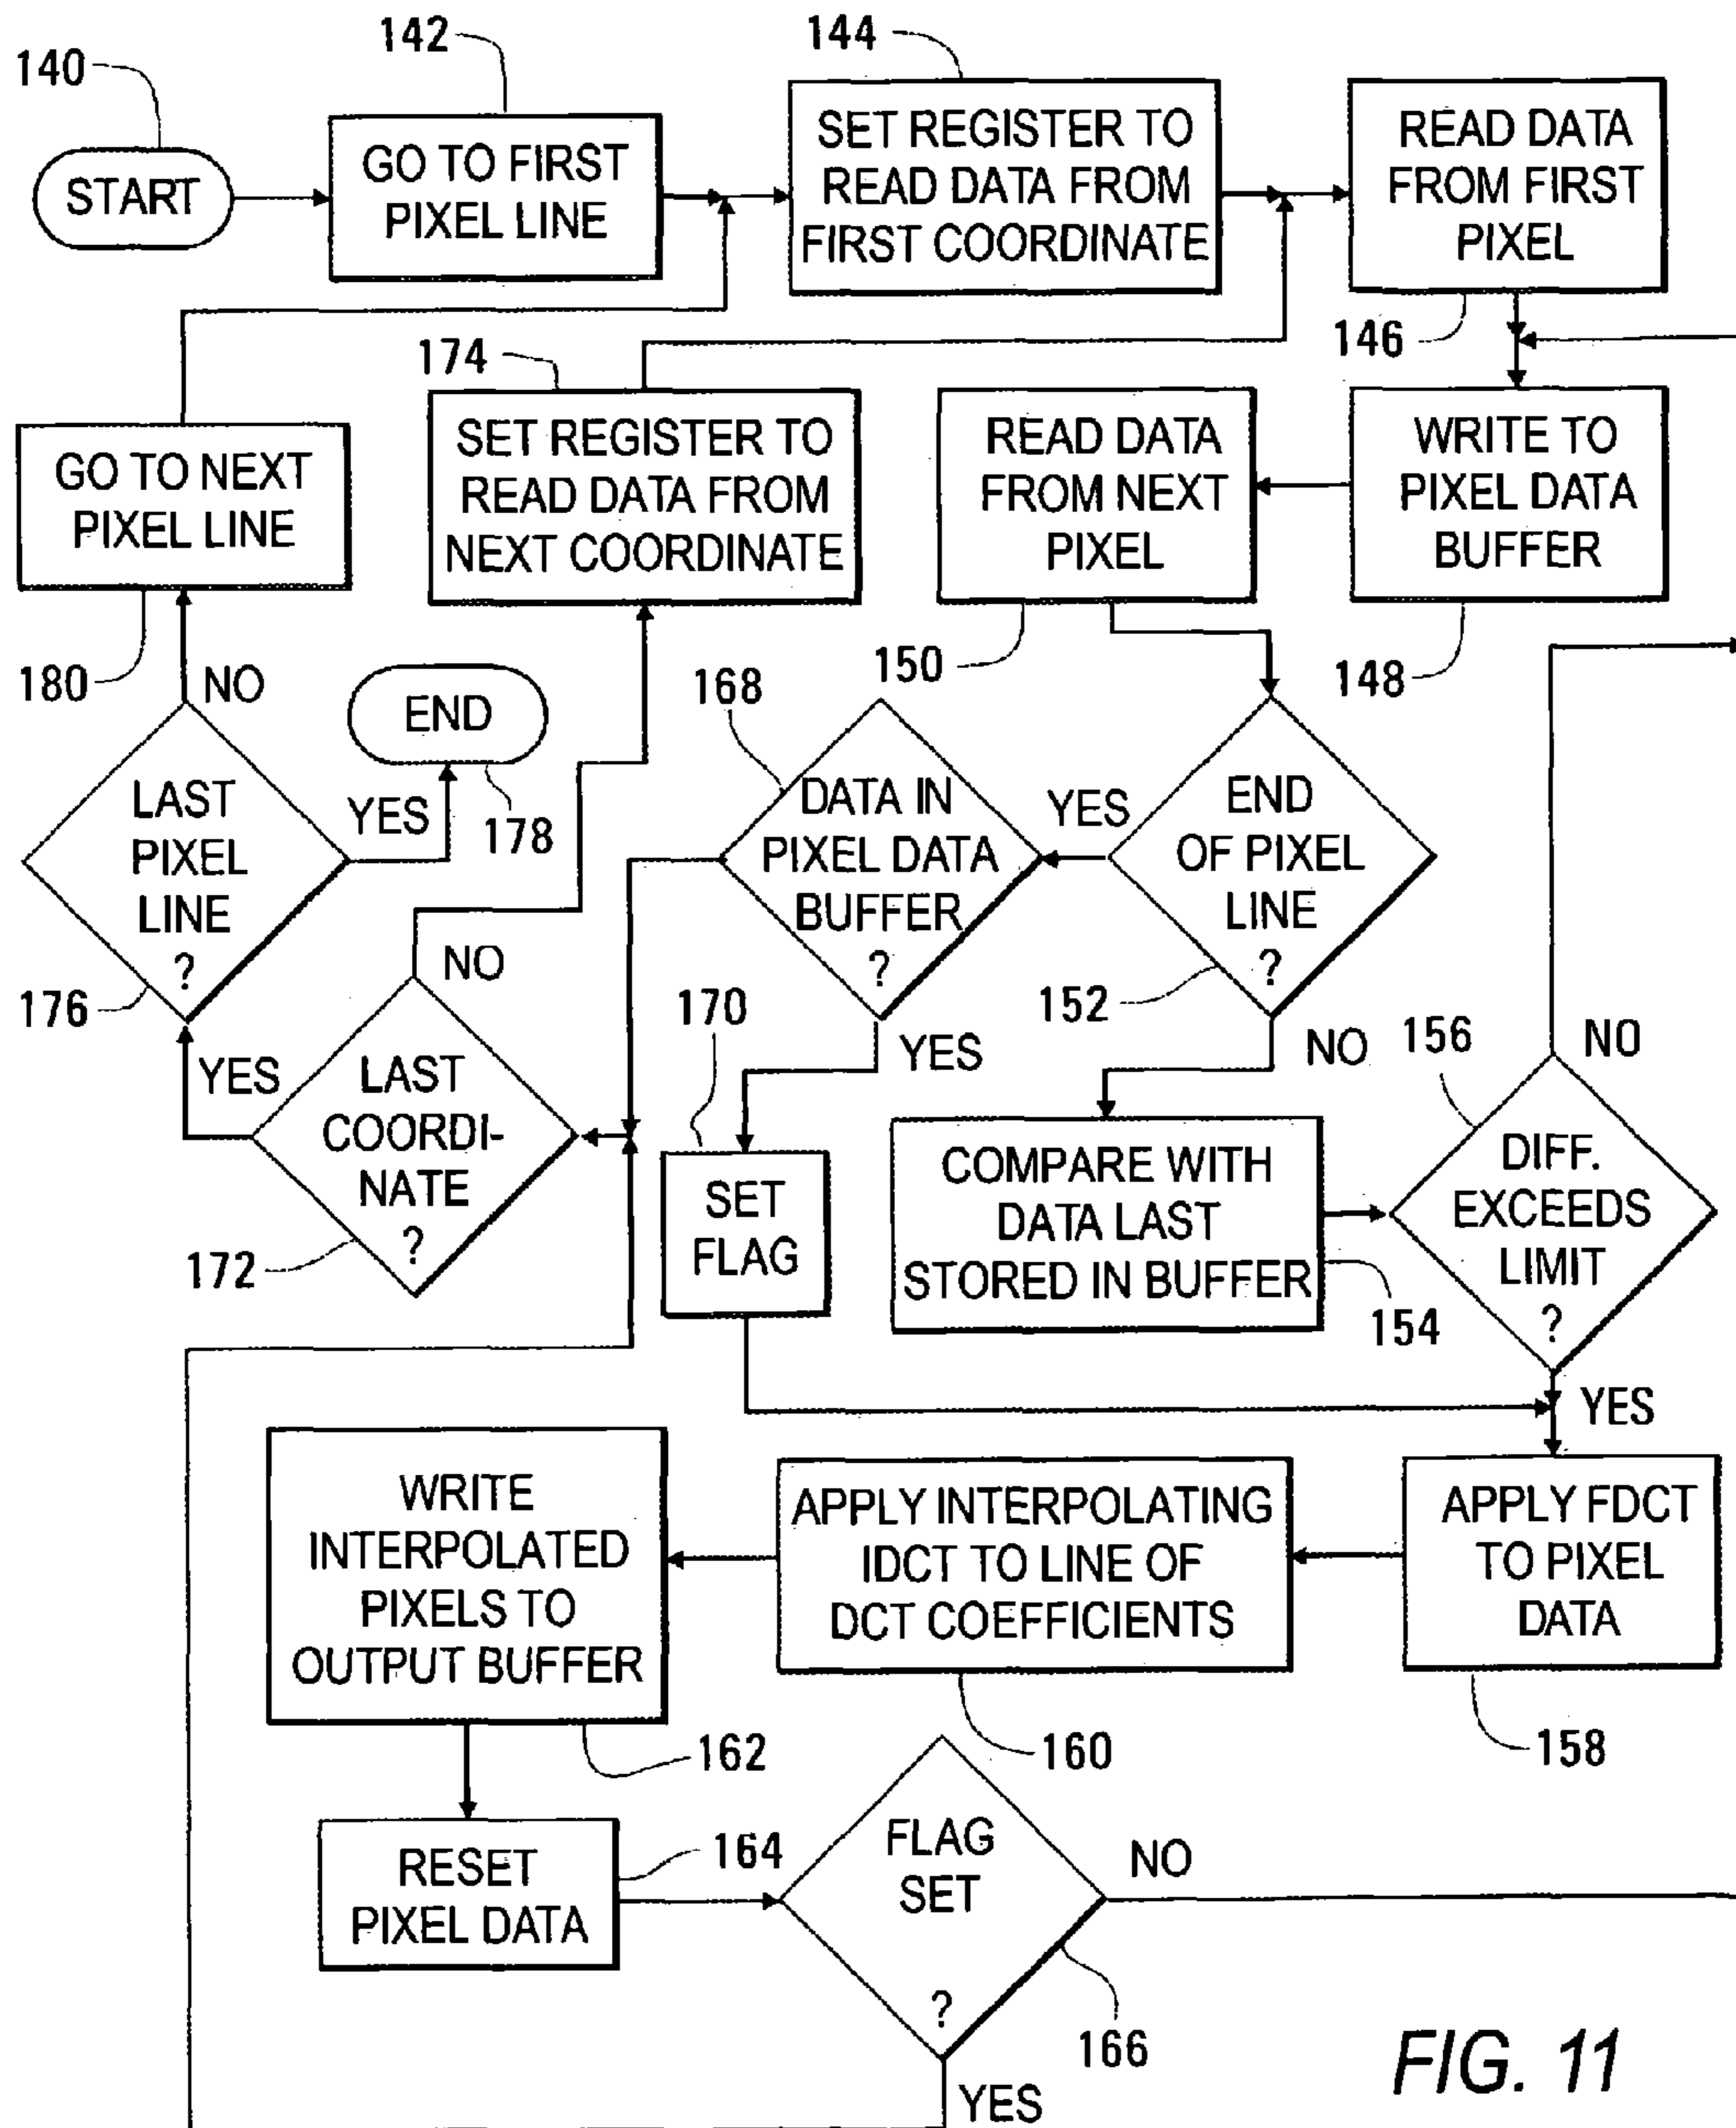 140
142
144
START
GO TO FIRST
PIXEL LINE
SET REGISTER TO
READ DATA FROM
FIRST COORDINATE
READ DATA
FROM FIRST
PIXEL
146
174
GO TO NEXT
PIXEL LINE
SET REGISTER TO
READ DATA FROM
NEXT COORDINATE
READ DATA
FROM NEXT
PIXEL
WRITE TO
PIXEL DATA
BUFFER
180
NO
END
178
168
150
148
LAST
PIXEL
LINE
?
YES
176
DATA IN
PIXEL DATA
BUFFER
?
YES
END
OF PIXEL
LINE
?
152
NO
170
YES
NO
156
NO
YES
LAST
COORDI-
NATE
?
172
SET
FLAG
COMPARE WITH
DATA LAST
STORED IN BUFFER
154
DIFF.
EXCEEDS
LIMIT
?
YES
WRITE
INTERPOLATED
PIXELS TO
OUTPUT BUFFER
APPLY INTERPOLATING
IDCT TO LINE OF
DCT COEFFICIENTS
APPLY FDCT
TO PIXEL
DATA
162
160
158
RESET
PIXEL DATA
164
FLAG
SET
?
NO
166
YES
FIG. 11